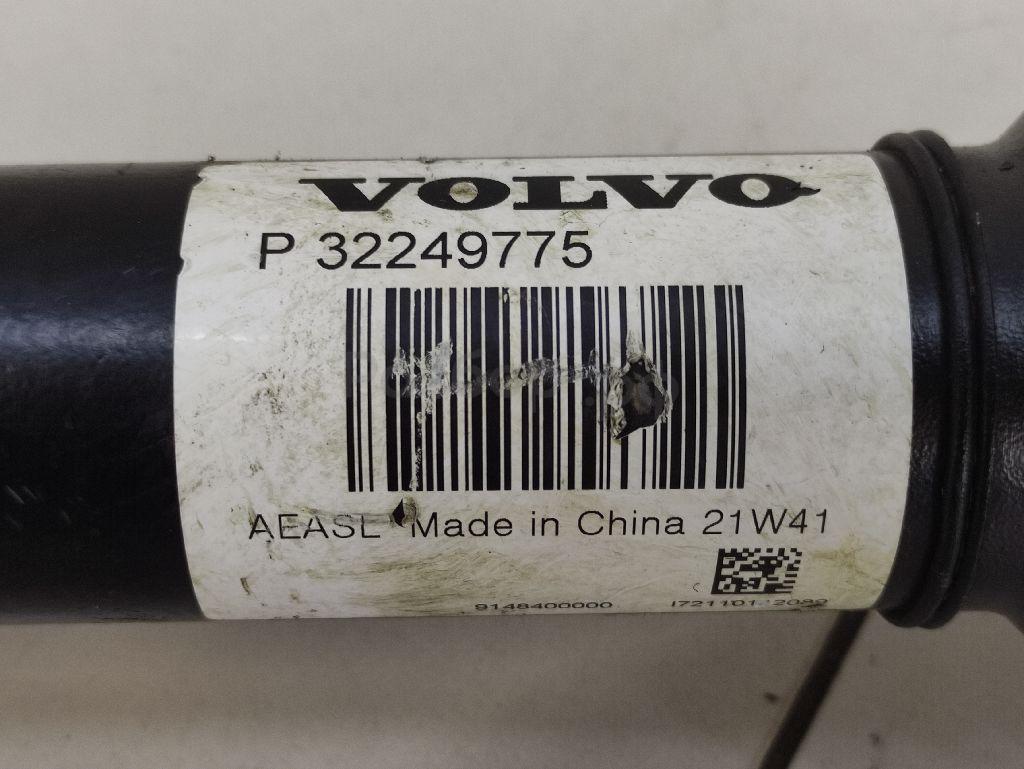 VOLVO
P 32249775
AEASL Made in China 21W41
9148400000